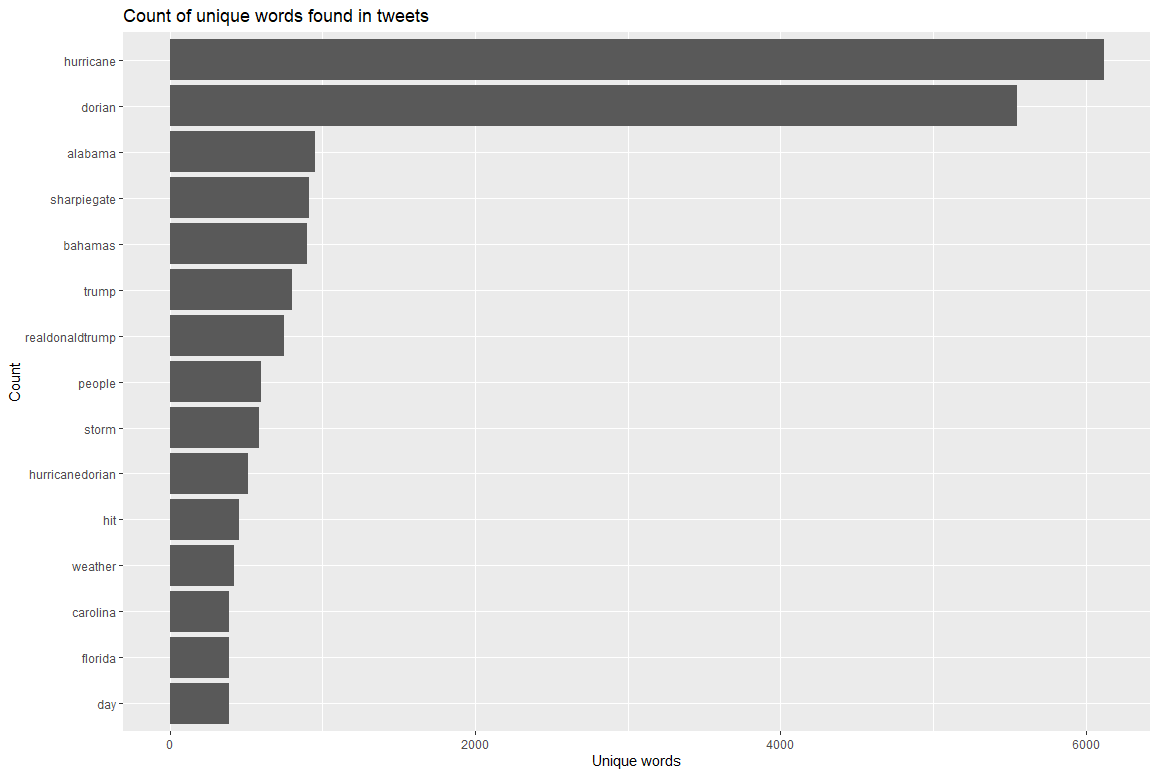 Count of unique words found in tweets
hurricane
dorian
alabama
sharpiegate
bahamas
trump
realdonaldtrump
people
storm
hurricanedorian
hit
weather
carolina
florida
day
Count
0 2000 4000 6000
Unique words